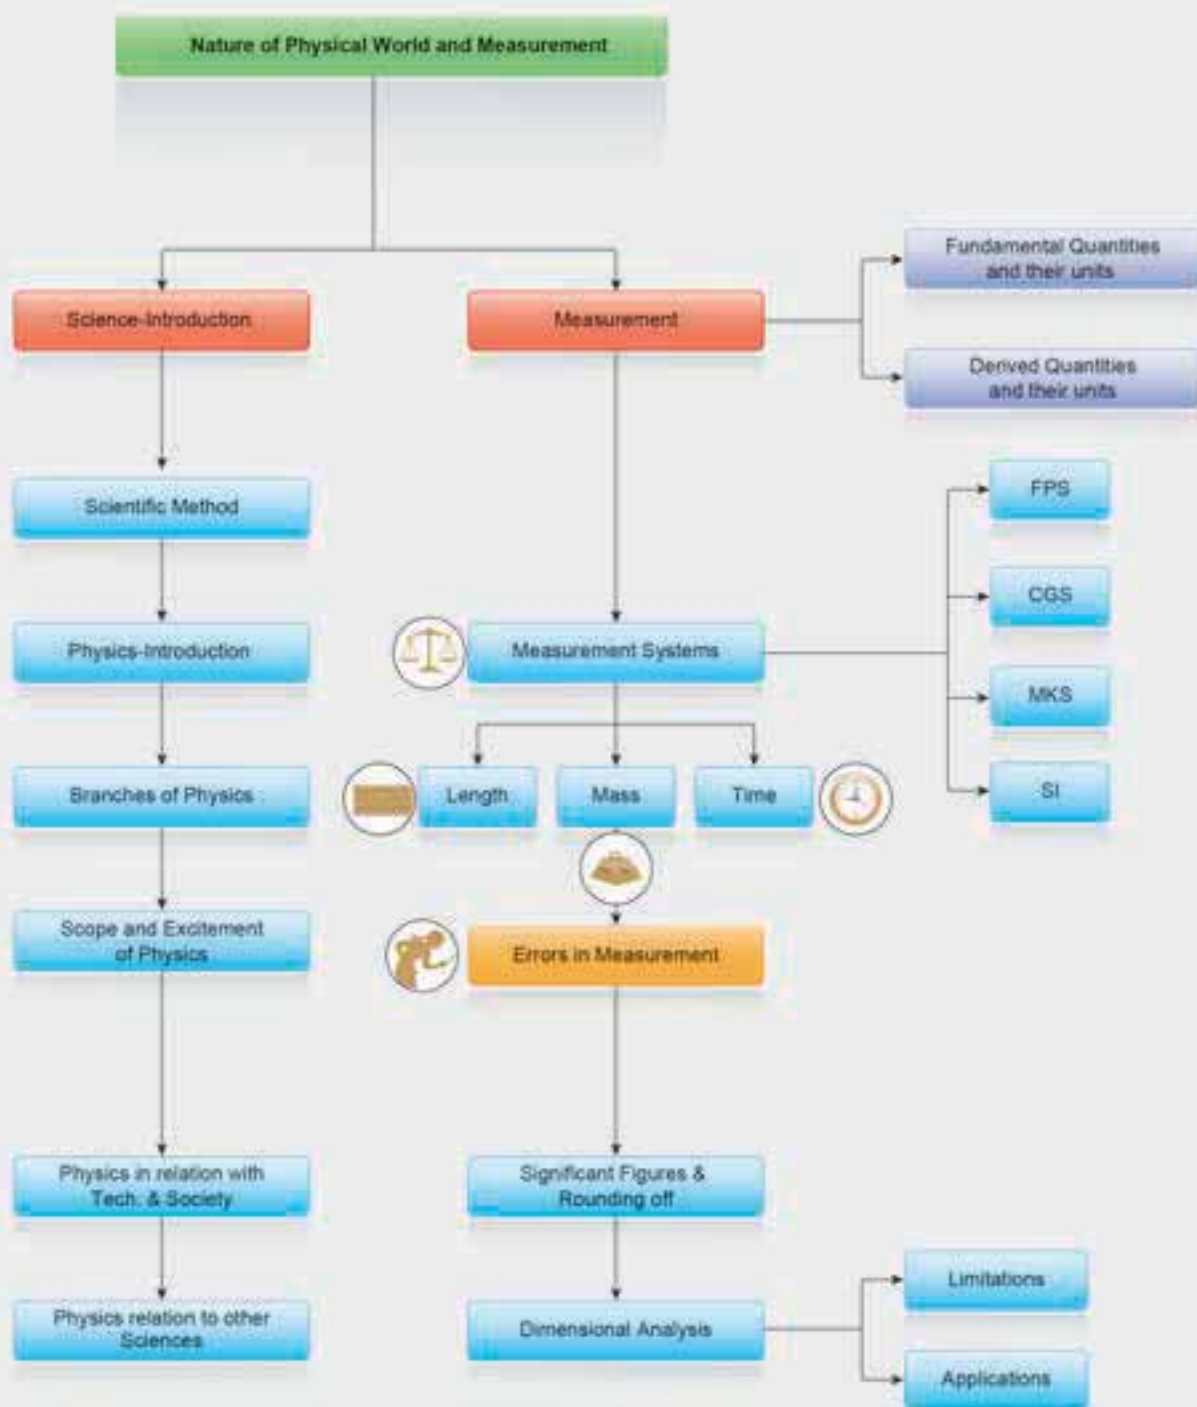 Nature of Physical World and Measurement
Science-Introduction
Measurement
Fundamental Quantities
and their units
Derived Quantities
and their units
Scientific Method
Physics-Introduction
Branches of Physics
Scope and Excitement
of Physics
Physics in relation with
Tech. & Society
Physics relation to other
Sciences
Measurement Systems
FPS
CGS
MKS
SI
Length
Mass
Time
Errors in Measurement
Significant Figures &
Rounding off
Dimensional Analysis
Limitations
Applications